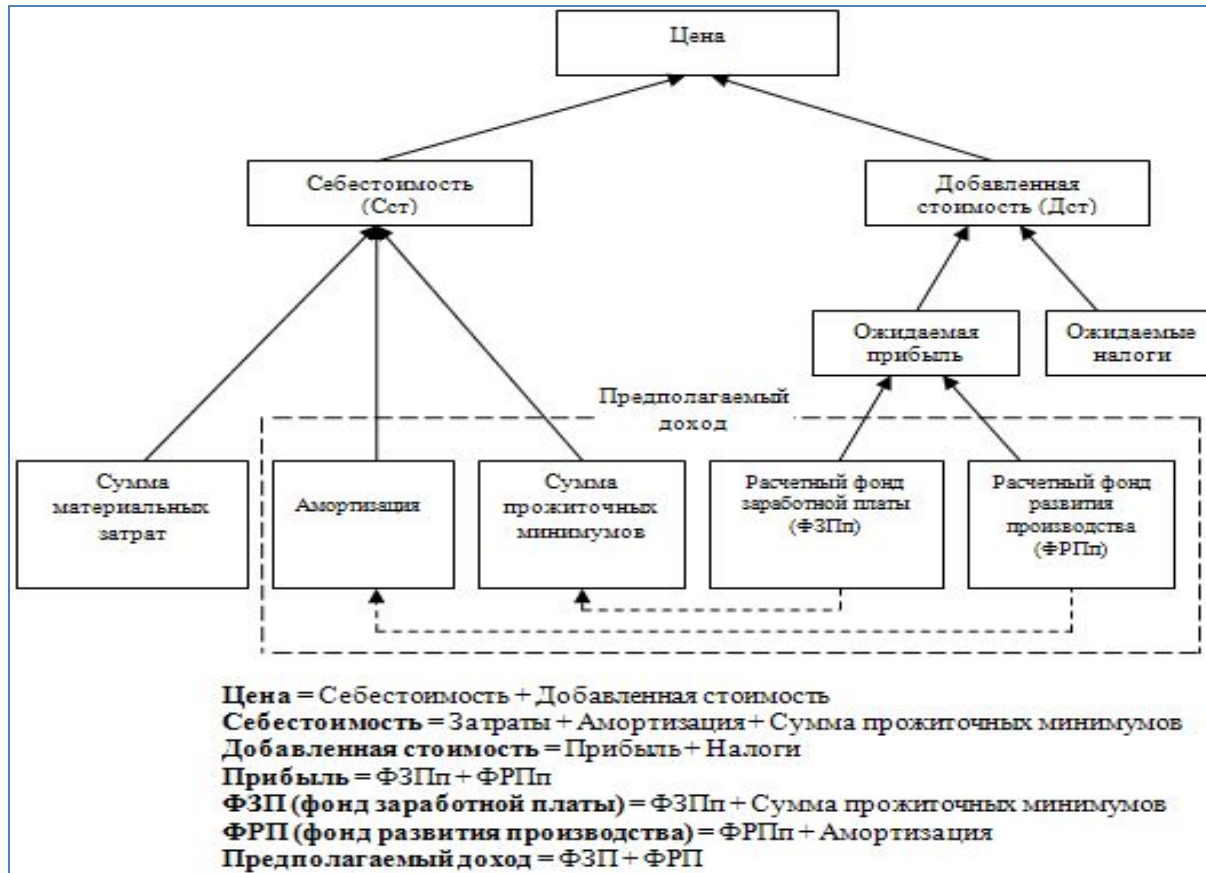 Цена
Себестоимость
(Сст)
Добавленная
стоимость (Дст)
Ожидаемая
прибыль
Ожидаемые
налоги
Предполагаемый
доход
Сумма
материальных
затрат
Амортизация
Сумма
прожиточных
минимумов
Расчетный фонд
заработной платы
(ФЗПп)
Расчетный фонд
развития
производства
(ФРПп)
Цена = Себестоимость + Добавленная стоимость
Себестоимость = Затраты + Амортизация + Сумма прожиточных минимумов
Добавленная стоимость = Прибыль + Налоги
Прибыль = ФЗПп + ФРПп
ФЗП (фонд заработной платы) = ФЗПп + Сумма прожиточных минимумов
ФРП (фонд развития производства) = ФРПп + Амортизация
Предполагаемый доход = ФЗП + ФРП